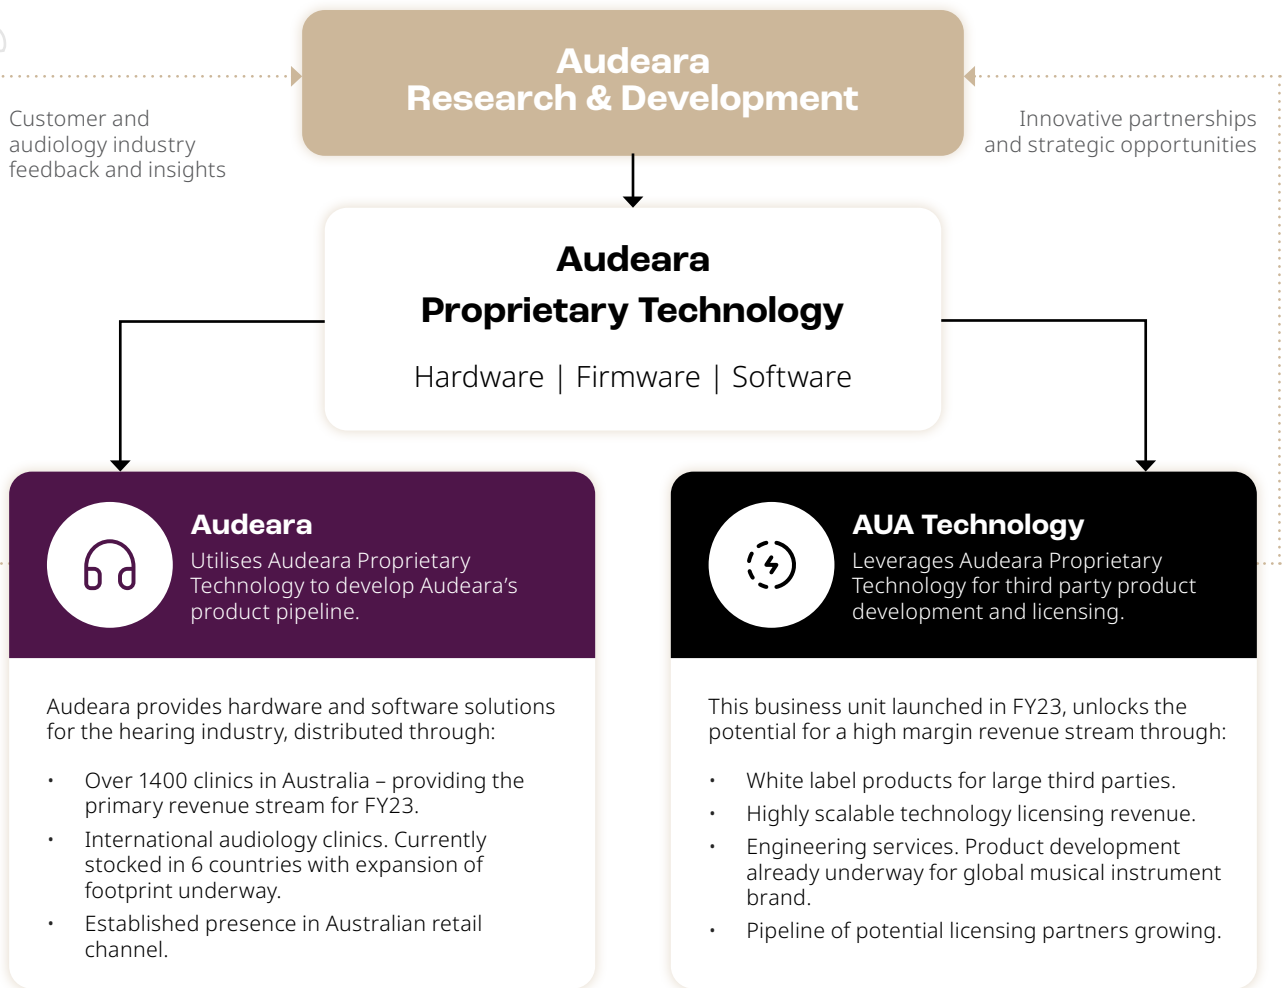 Audeara
Research & Development
Customer and
audiology industry
feedback and insights
Innovative partnerships
and strategic opportunities
Audeara
Proprietary Technology
Hardware | Firmware | Software
Audeara
Utilises Audeara Proprietary
Technology to develop Audeara’s
product pipeline.
Audeara provides hardware and software solutions
for the hearing industry, distributed through:
• Over 1400 clinics in Australia – providing the
primary revenue stream for FY23.
• International audiology clinics. Currently
stocked in 6 countries with expansion of
footprint underway.
• Established presence in Australian retail
channel.
AUA Technology
Leverages Audeara Proprietary
Technology for third party product
development and licensing.
This business unit launched in FY23, unlocks the
potential for a high margin revenue stream through:
• White label products for large third parties.
• Highly scalable technology licensing revenue.
• Engineering services. Product development
already underway for global musical instrument
brand.
• Pipeline of potential licensing partners growing.